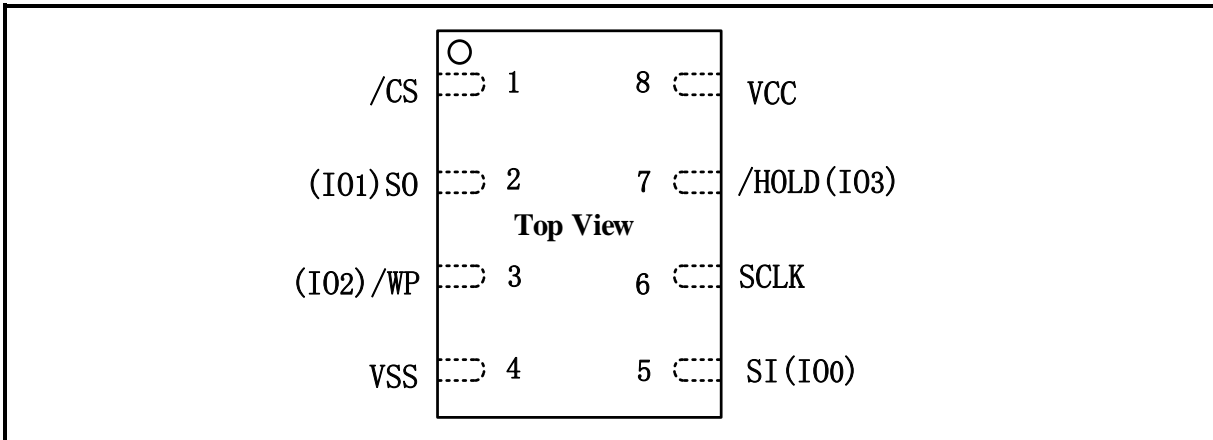 /CS 1 8 VCC
(IO1)SO 2 7 /HOLD(IO3)
Top View
(IO2)/WP 3 6 SCLK
VSS 4 5 SI(IO0)